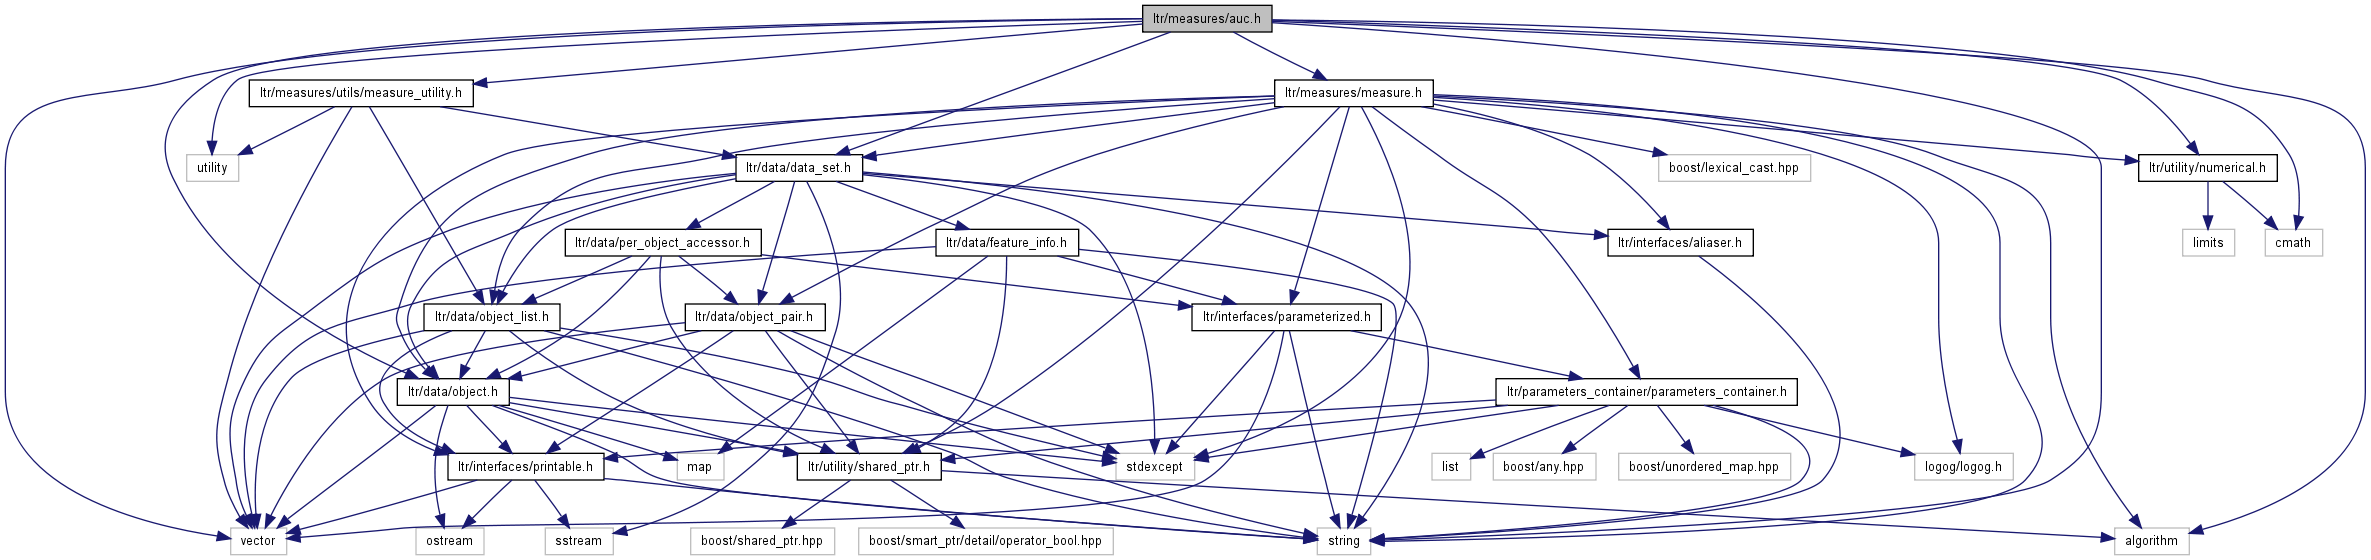 ltr/measures/auc.h
ltr/measures/utils/measure_utility.h
ltr/measures/measure.h
utility
ltr/data/data_set.h
boost/lexical_cast.hpp
ltr/utility/numerical.h
ltr/data/per_object_accessor.h
ltr/data/feature_info.h
ltr/interfaces/aliaser.h
limits
cmath
ltr/data/object_list.h
ltr/data/object_pair.h
ltr/interfaces/parameterized.h
ltr/data/object.h
ltr/parameters_container/parameters_container.h
ltr/interfaces/printable.h
map
ltr/utility/shared_ptr.h
stdexcept
list
boost/any.hpp
boost/unordered_map.hpp
logog/logog.h
vector
ostream
sstream
boost/shared_ptr.hpp
boost/smart_ptr/detail/operator_bool.hpp
string
algorithm